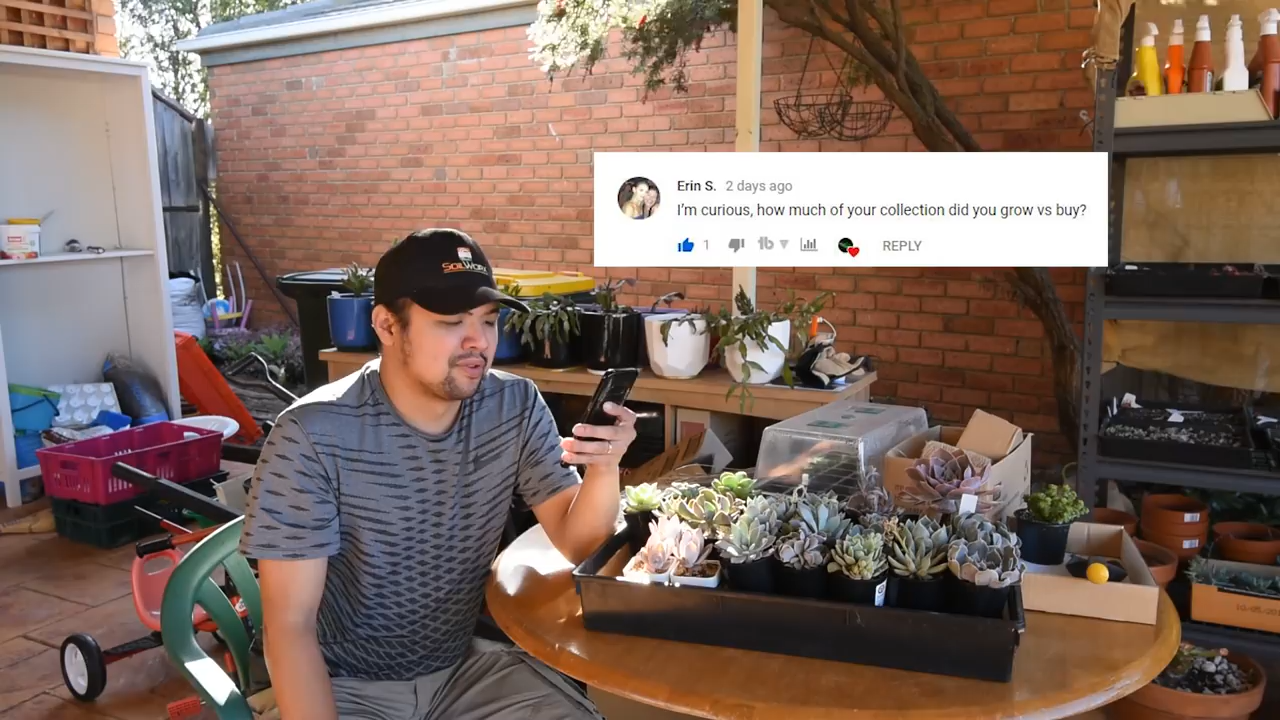 Erin S. 2 days ago
I'm curious, how much of your collection did you grow vs buy?
1 REPLY
SOILWORX